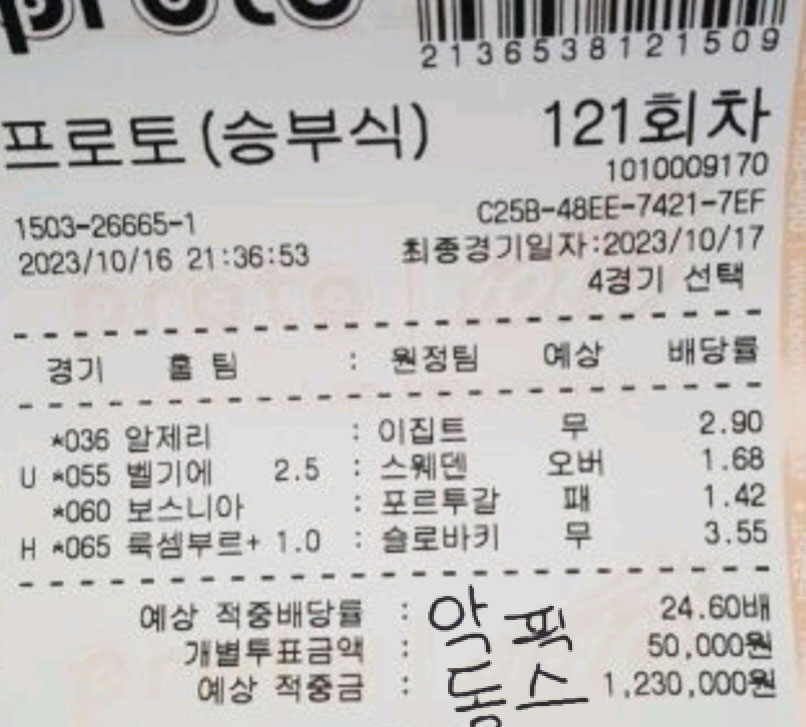 proto
2136538121509
프로토(승부식) 121회차
1010009170
1503-26665-1 C25B-48EE-7421-7EF
2023/10/16 21:36:53 최종경기일자:2023/10/17
4경기 선택
경기 홈 팀 : 원정팀 예상 배당률
*036 알제리 : 이집트 무 2.90
U *055 벨기에 2.5 : 스웨덴 오버 1.68
*060 보스니아 : 포르투갈 패 1.42
H *065 룩셈부르+ 1.0 : 슬로바키 무 3.55
예상 적중배당률 : 24.60배
개별투표금액 : 50,000원
예상 적중금 : 1,230,000원
악동
픽스